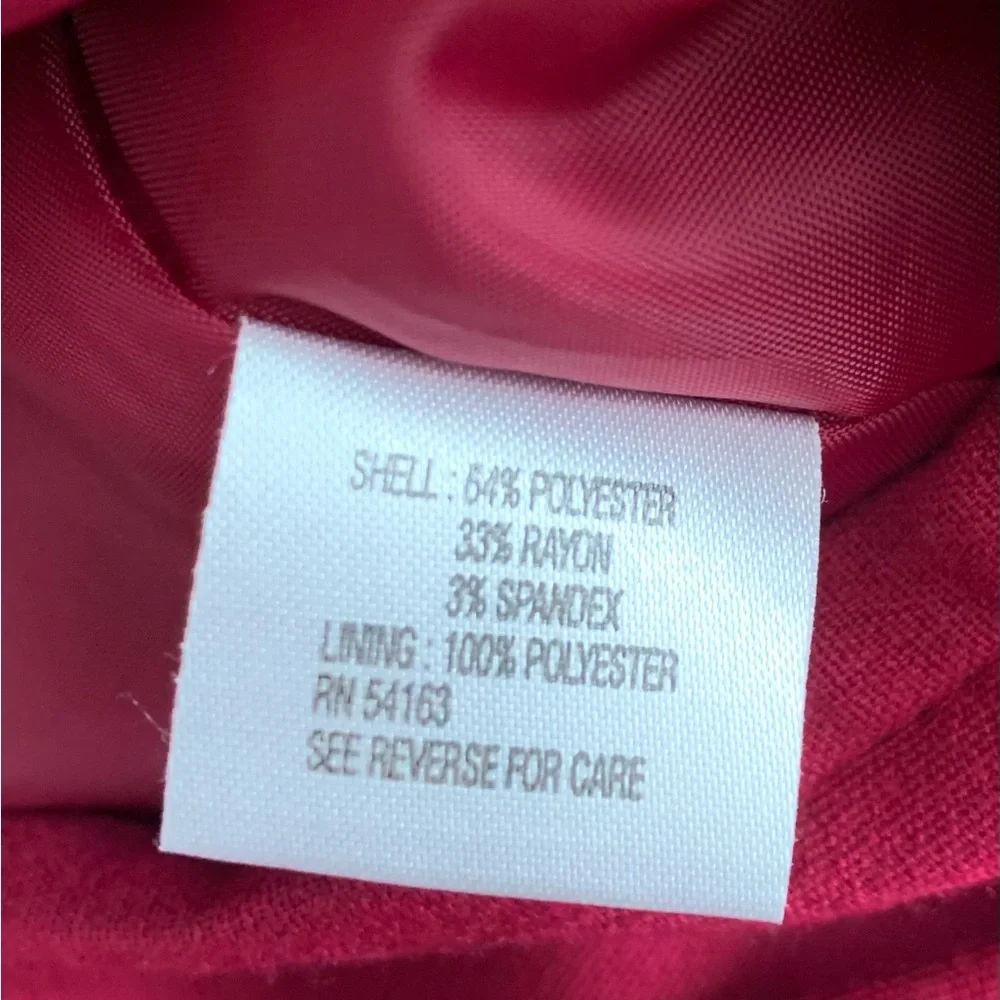 SHELL : 64% POLYESTER
33% RAYON
3% SPANDEX
LINING : 100% POLYESTER
RN 54163
SEE REVERSE FOR CARE